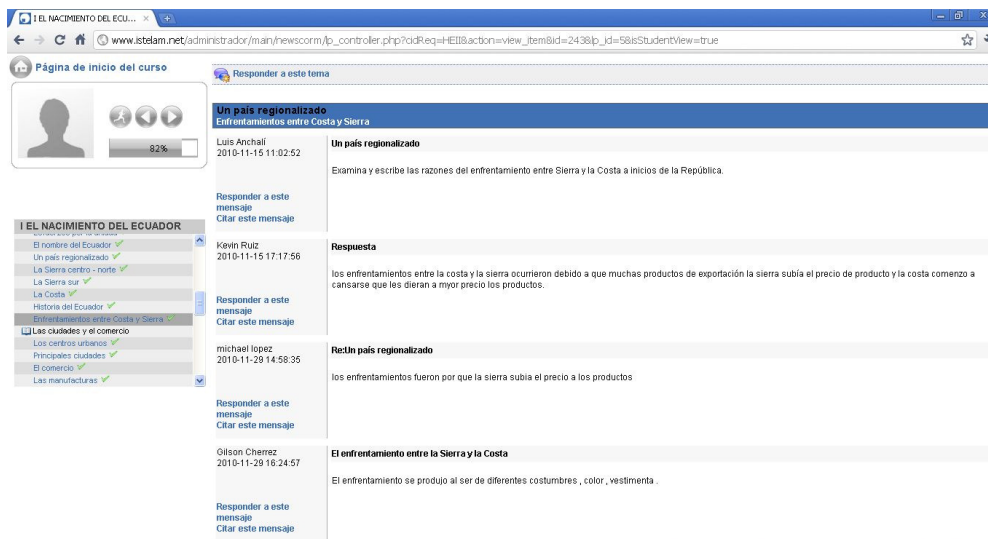 I EL NACIMIENTO DEL ECU...
www.istelam.net/administrador/main/newscorm/lp_controller.php?cidReq=HEII&action=view_item&id=243&lp_id=5&isStudentView=true
Página de inicio del curso
82%
I EL NACIMIENTO DEL ECUADOR
El nombre del Ecuador
Un país regionalizado
La Sierra centro - norte
La Sierra sur
La Costa
Historia del Ecuador
Enfrentamientos entre Costa y Sierra
Las ciudades y el comercio
Los centros urbanos
Principales ciudades
El comercio
Las manufacturas
Responder a este tema
Un país regionalizado
Enfrentamientos entre Costa y Sierra
Luis Anchalí
2010-11-15 11:02:52
Responder a este
mensaje
Citar este mensaje
Un país regionalizado
Examina y escribe las razones del enfrentamiento entre Sierra y la Costa a inicios de la República.
Kevin Ruiz
2010-11-15 17:17:56
Responder a este
mensaje
Citar este mensaje
Respuesta
los enfrentamientos entre la costa y la sierra ocurrieron debido a que muchas productos de exportación la sierra subía el precio de producto y la costa comenzo a
cansarse que les dieran a myor precio los productos.
michael lopez
2010-11-29 14:58:35
Responder a este
mensaje
Citar este mensaje
Re:Un país regionalizado
los enfrentamientos fueron por que la sierra subia el precio a los productos
Gilson Cherrez
2010-11-29 16:24:57
Responder a este
mensaje
Citar este mensaje
El enfrentamiento entre la Sierra y la Costa
El enfrentamiento se produjo al ser de diferentes costumbres , color , vestimenta .